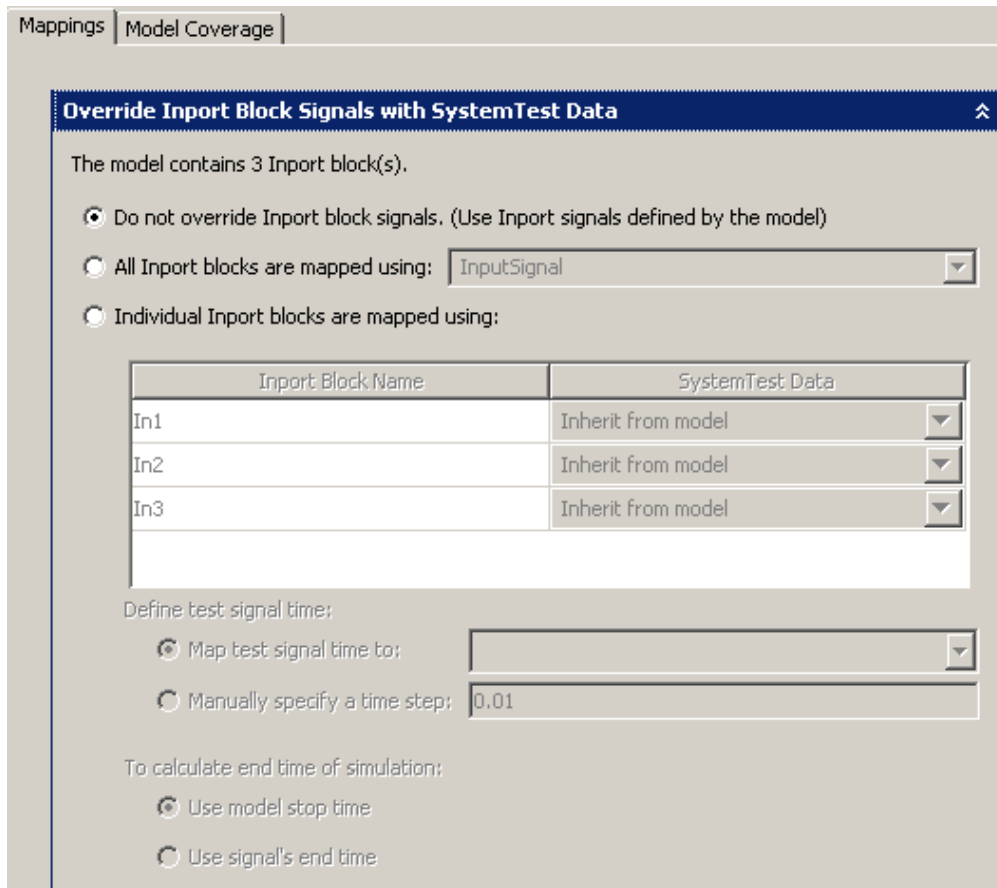 Mappings Model Coverage
Override Inport Block Signals with SystemTest Data
The model contains 3 Inport block(s).
Do not override Inport block signals. (Use Inport signals defined by the model)
All Inport blocks are mapped using: InputSignal
Individual Inport blocks are mapped using:
Inport Block Name SystemTest Data
In1 Inherit from model
In2 Inherit from model
In3 Inherit from model
Define test signal time:
Map test signal time to:
Manually specify a time step: 0.01
To calculate end time of simulation:
Use model stop time
Use signal's end time